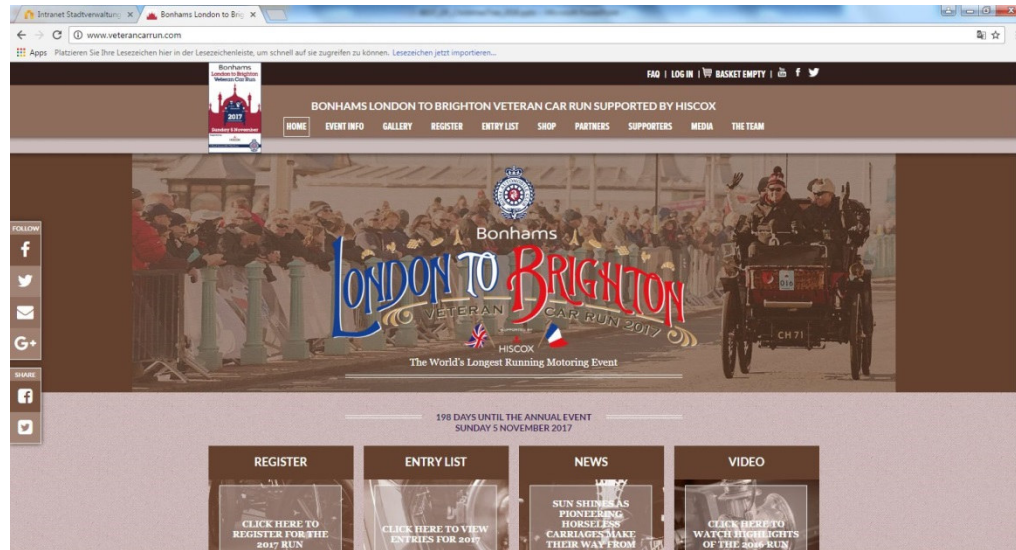 Intranet Stadtverwaltung
Bonhams London to Brig
www.veterancarrun.com
Apps Platzieren Sie Ihre Lesezeichen hier in der Lesezeichenleiste, um schnell auf sie zugreifen zu können. Lesezeichen jetzt importieren...
FAQ | LOG IN | BASKET EMPTY |
Bonhams
London to Brighton
Veteran Car Run
2017
Sunday 5 November
BONHAMS LONDON TO BRIGHTON VETERAN CAR RUN SUPPORTED BY HISCOX
HOME EVENT INFO GALLERY REGISTER ENTRY LIST SHOP PARTNERS SUPPORTERS MEDIA THE TEAM
FOLLOW
G+
SHARE
Bonhams
LONDON TO BRIGHTON
VETERAN CAR RUN 2017
SUPPORTED BY
HISCOX
The World's Longest Running Motoring Event
016
CH 71
198 DAYS UNTIL THE ANNUAL EVENT
SUNDAY 5 NOVEMBER 2017
REGISTER
CLICK HERE TO
REGISTER FOR THE
2017 RUN
ENTRY LIST
CLICK HERE TO VIEW
ENTRIES FOR 2017
NEWS
SUN SHINES AS
PIONEERING
HORSELESS
CARRIAGES MAKE
THEIR WAY FROM
VIDEO
CLICK HERE TO
WATCH HIGHLIGHTS
OF THE 2016 RUN